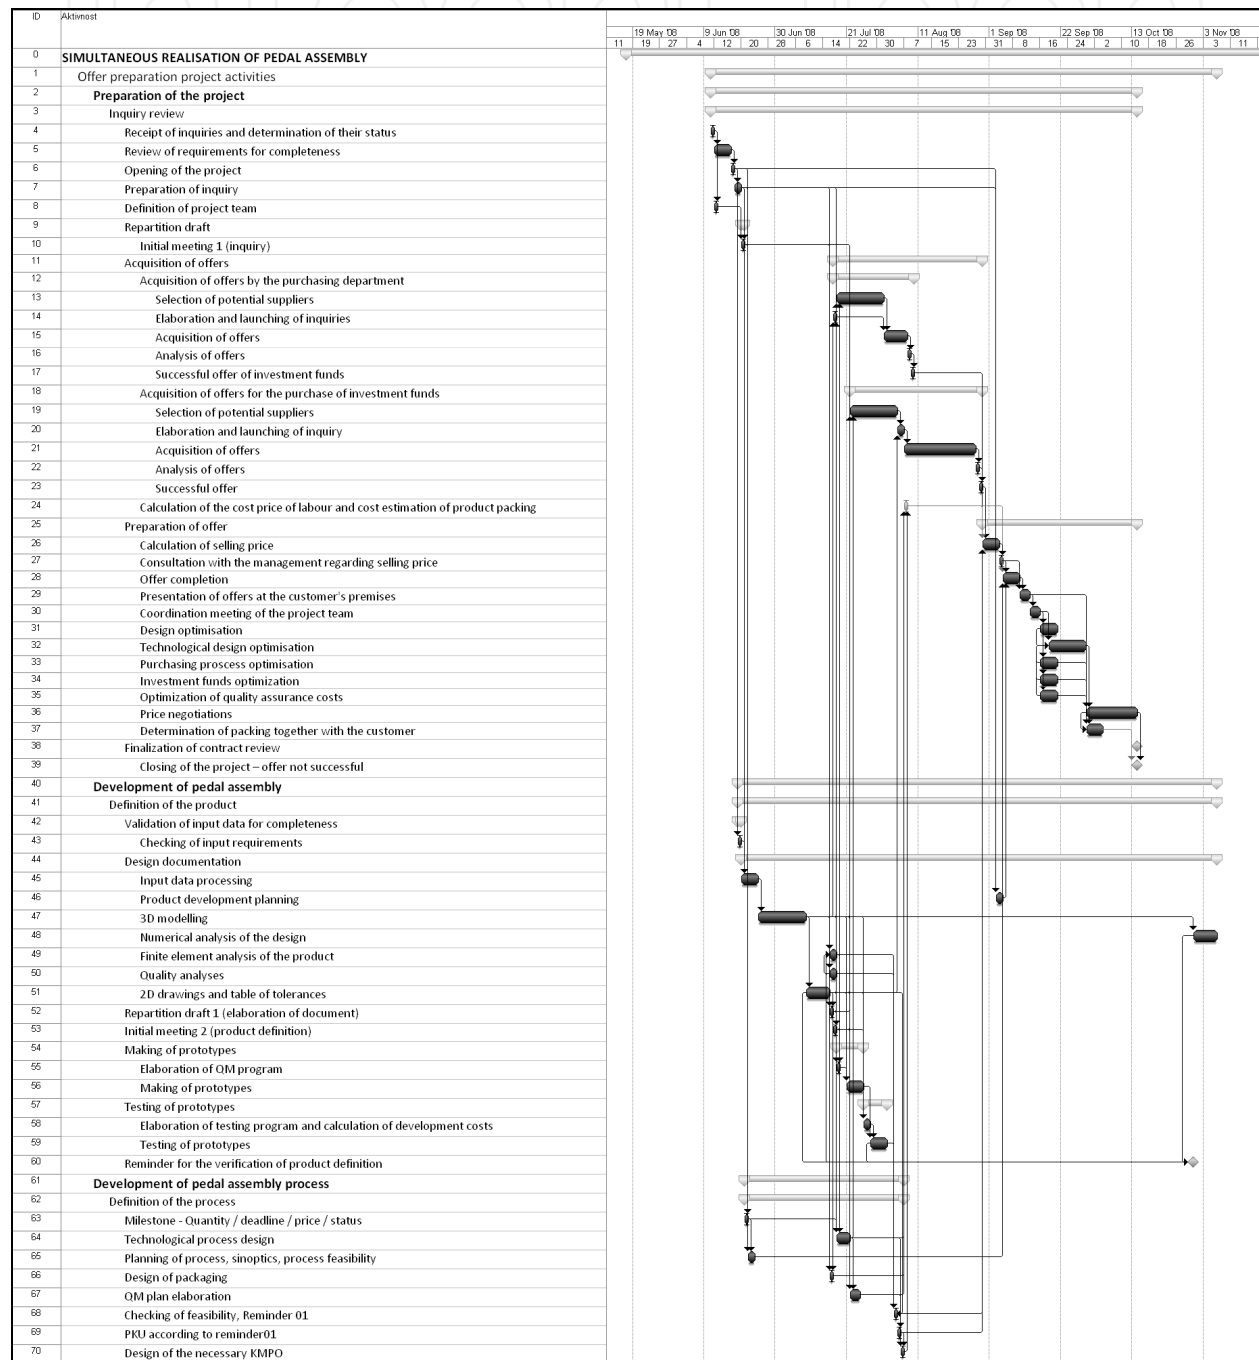 ID Aktivnost
19 May '08 9 Jun '08 30 Jun '08 21 Jul '08 11 Aug '08 1 Sep '08 22 Sep '08 13 Oct '08 3 Nov '08
11 19 27 4 12 20 28 6 14 22 30 7 15 23 31 8 16 24 2 10 18 26 3 11
0 SIMULTANEOUS REALISATION OF PEDAL ASSEMBLY
1 Offer preparation project activities
2 Preparation of the project
3 Inquiry review
4 Receipt of inquiries and determination of their status
5 Review of requirements for completeness
6 Opening of the project
7 Preparation of inquiry
8 Definition of project team
9 Repartition draft
10 Initial meeting 1 (inquiry)
11 Acquisition of offers
12 Acquisition of offers by the purchasing department
13 Selection of potential suppliers
14 Elaboration and launching of inquiries
15 Acquisition of offers
16 Analysis of offers
17 Successful offer of investment funds
18 Acquisition of offers for the purchase of investment funds
19 Selection of potential suppliers
20 Elaboration and launching of inquiry
21 Acquisition of offers
22 Analysis of offers
23 Successful offer
24 Calculation of the cost price of labour and cost estimation of product packing
25 Preparation of offer
26 Calculation of selling price
27 Consultation with the management regarding selling price
28 Offer completion
29 Presentation of offers at the customer's premises
30 Coordination meeting of the project team
31 Design optimisation
32 Technological design optimisation
33 Purchasing proscess optimisation
34 Investment funds optimization
35 Optimization of quality assurance costs
36 Price negotiations
37 Determination of packing together with the customer
38 Finalization of contract review
39 Closing of the project – offer not successful
40 Development of pedal assembly
41 Definition of the product
42 Validation of input data for completeness
43 Checking of input requirements
44 Design documentation
45 Input data processing
46 Product development planning
47 3D modelling
48 Numerical analysis of the design
49 Finite element analysis of the product
50 Quality analyses
51 2D drawings and table of tolerances
52 Repartition draft 1 (elaboration of document)
53 Initial meeting 2 (product definition)
54 Making of prototypes
55 Elaboration of QM program
56 Making of prototypes
57 Testing of prototypes
58 Elaboration of testing program and calculation of development costs
59 Testing of prototypes
60 Reminder for the verification of product definition
61 Development of pedal assembly process
62 Definition of the process
63 Milestone - Quantity / deadline / price / status
64 Technological process design
65 Planning of process, sinoptics, process feasibility
66 Design of packaging
67 QM plan elaboration
68 Checking of feasibility, Reminder 01
69 PKU according to reminder01
70 Design of the necessary KMPO